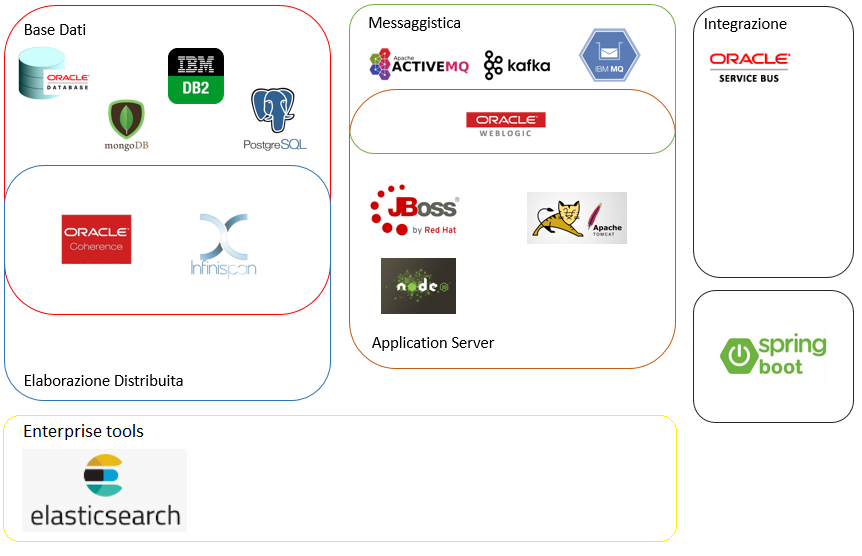 Base Dati
ORACLE
DATABASE
IBM
DB2
mongoDB
PostgreSQL
ORACLE
Coherence
Infinispan
Elaborazione Distribuita
Messaggistica
Apache
ACTIVEMQ
kafka
IBM MQ
ORACLE
WEBLOGIC
JBoss
by Red Hat
Apache
TOMCAT
node
JS
Application Server
Integrazione
ORACLE
SERVICE BUS
spring
boot
Enterprise tools
elasticsearch